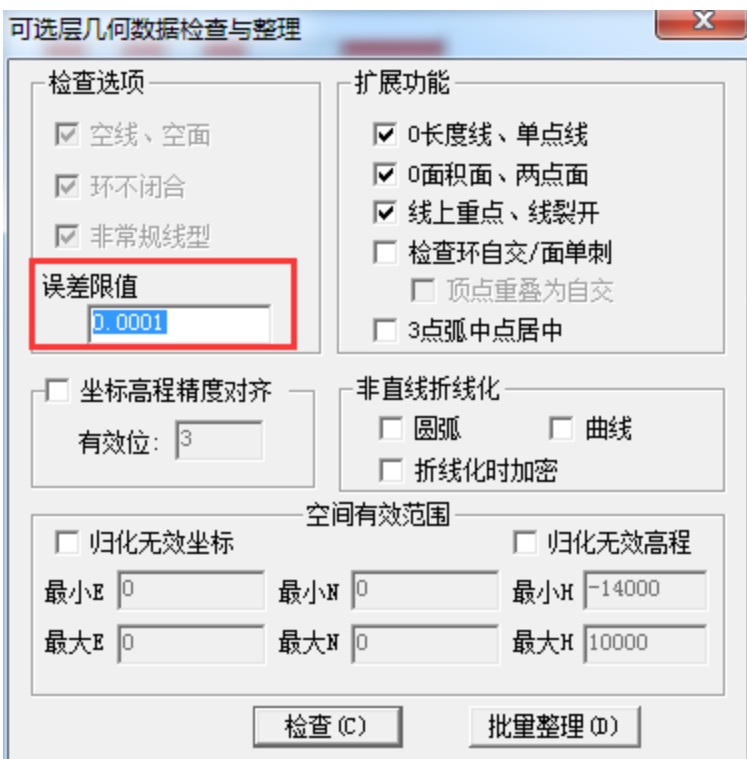 可选层几何数据检查与整理
检查选项
空线、空面
环不闭合
非常规线型
误差限值
0.0001
扩展功能
0长度线、单点线
0面积面、两点面
线上重点、线裂开
检查环自交/面单刺
顶点重叠为自交
3点弧中点居中
坐标高程精度对齐
有效位: 3
非直线折线化
圆弧 曲线
折线化时加密
空间有效范围
归化无效坐标 归化无效高程
最小E 0 最小N 0 最小H -14000
最大E 0 最大N 0 最大H 10000
检查(C) 批里整理(D)